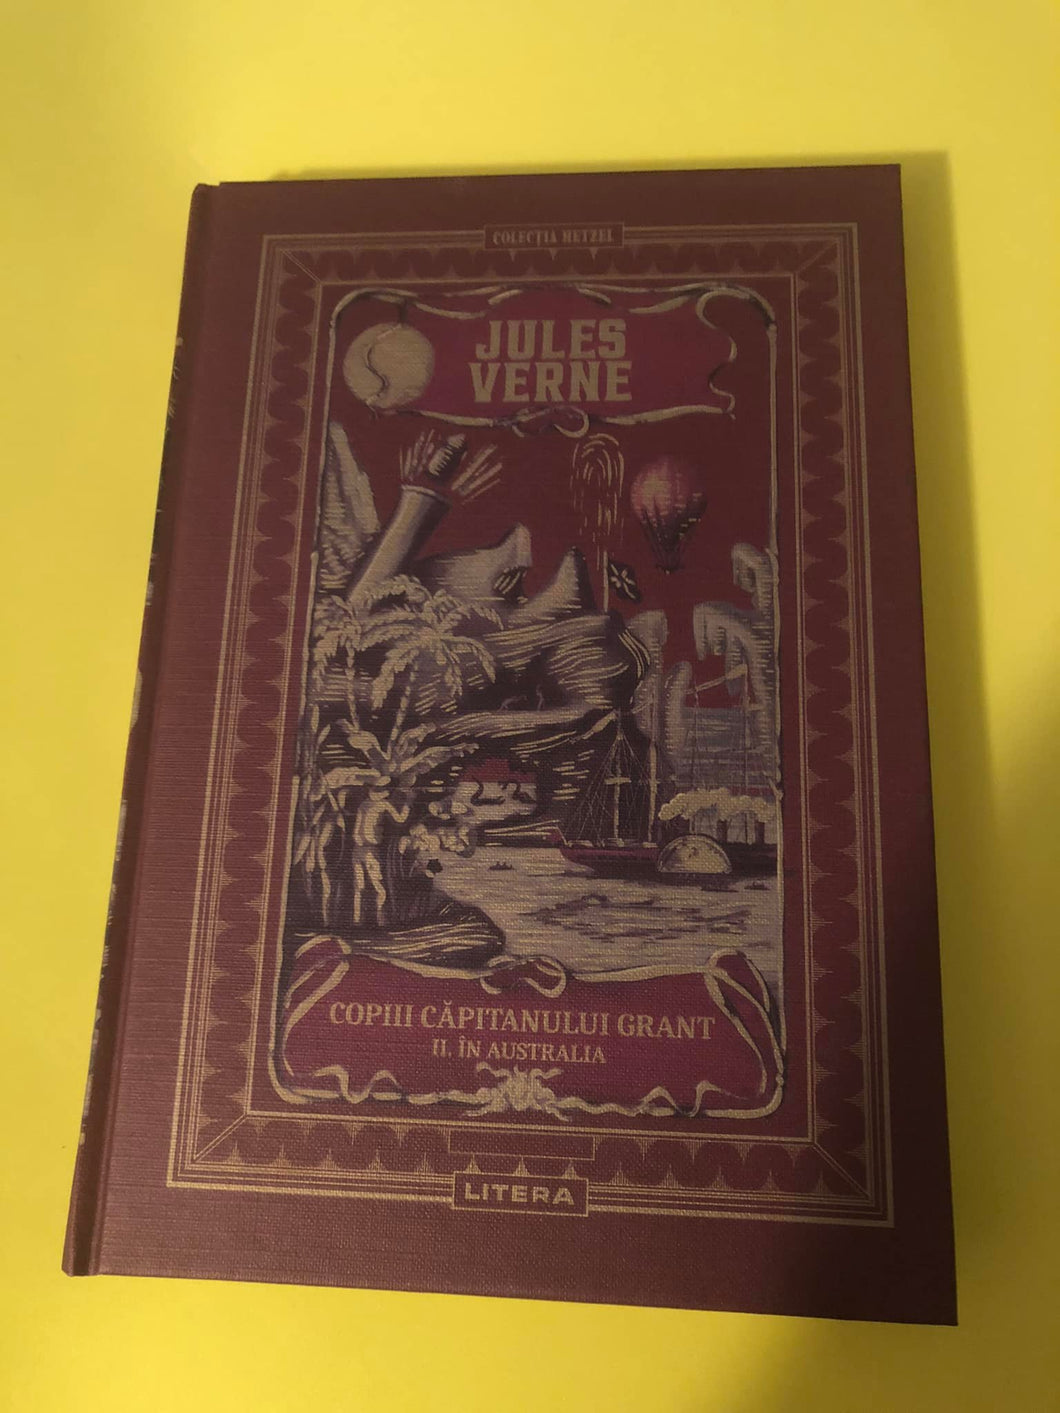 COLECȚIA HETZEL
JULES
VERNE
COPIII CĂPITANULUI GRANT
II. ÎN AUSTRALIA
LITERA